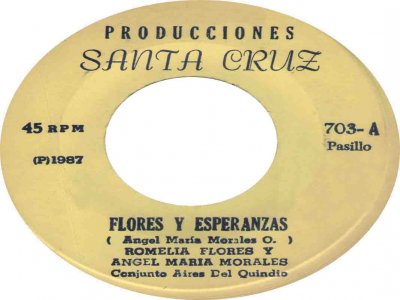 PRODUCCIONES
SANTA CRUZ
45 RPM
703-A
(P)1987
Pasillo
FLORES Y ESPERANZAS
( Angel María Morales O. )
ROMELIA FLORES Y
ANGEL MARIA MORALES
Conjunto Aires Del Quindio